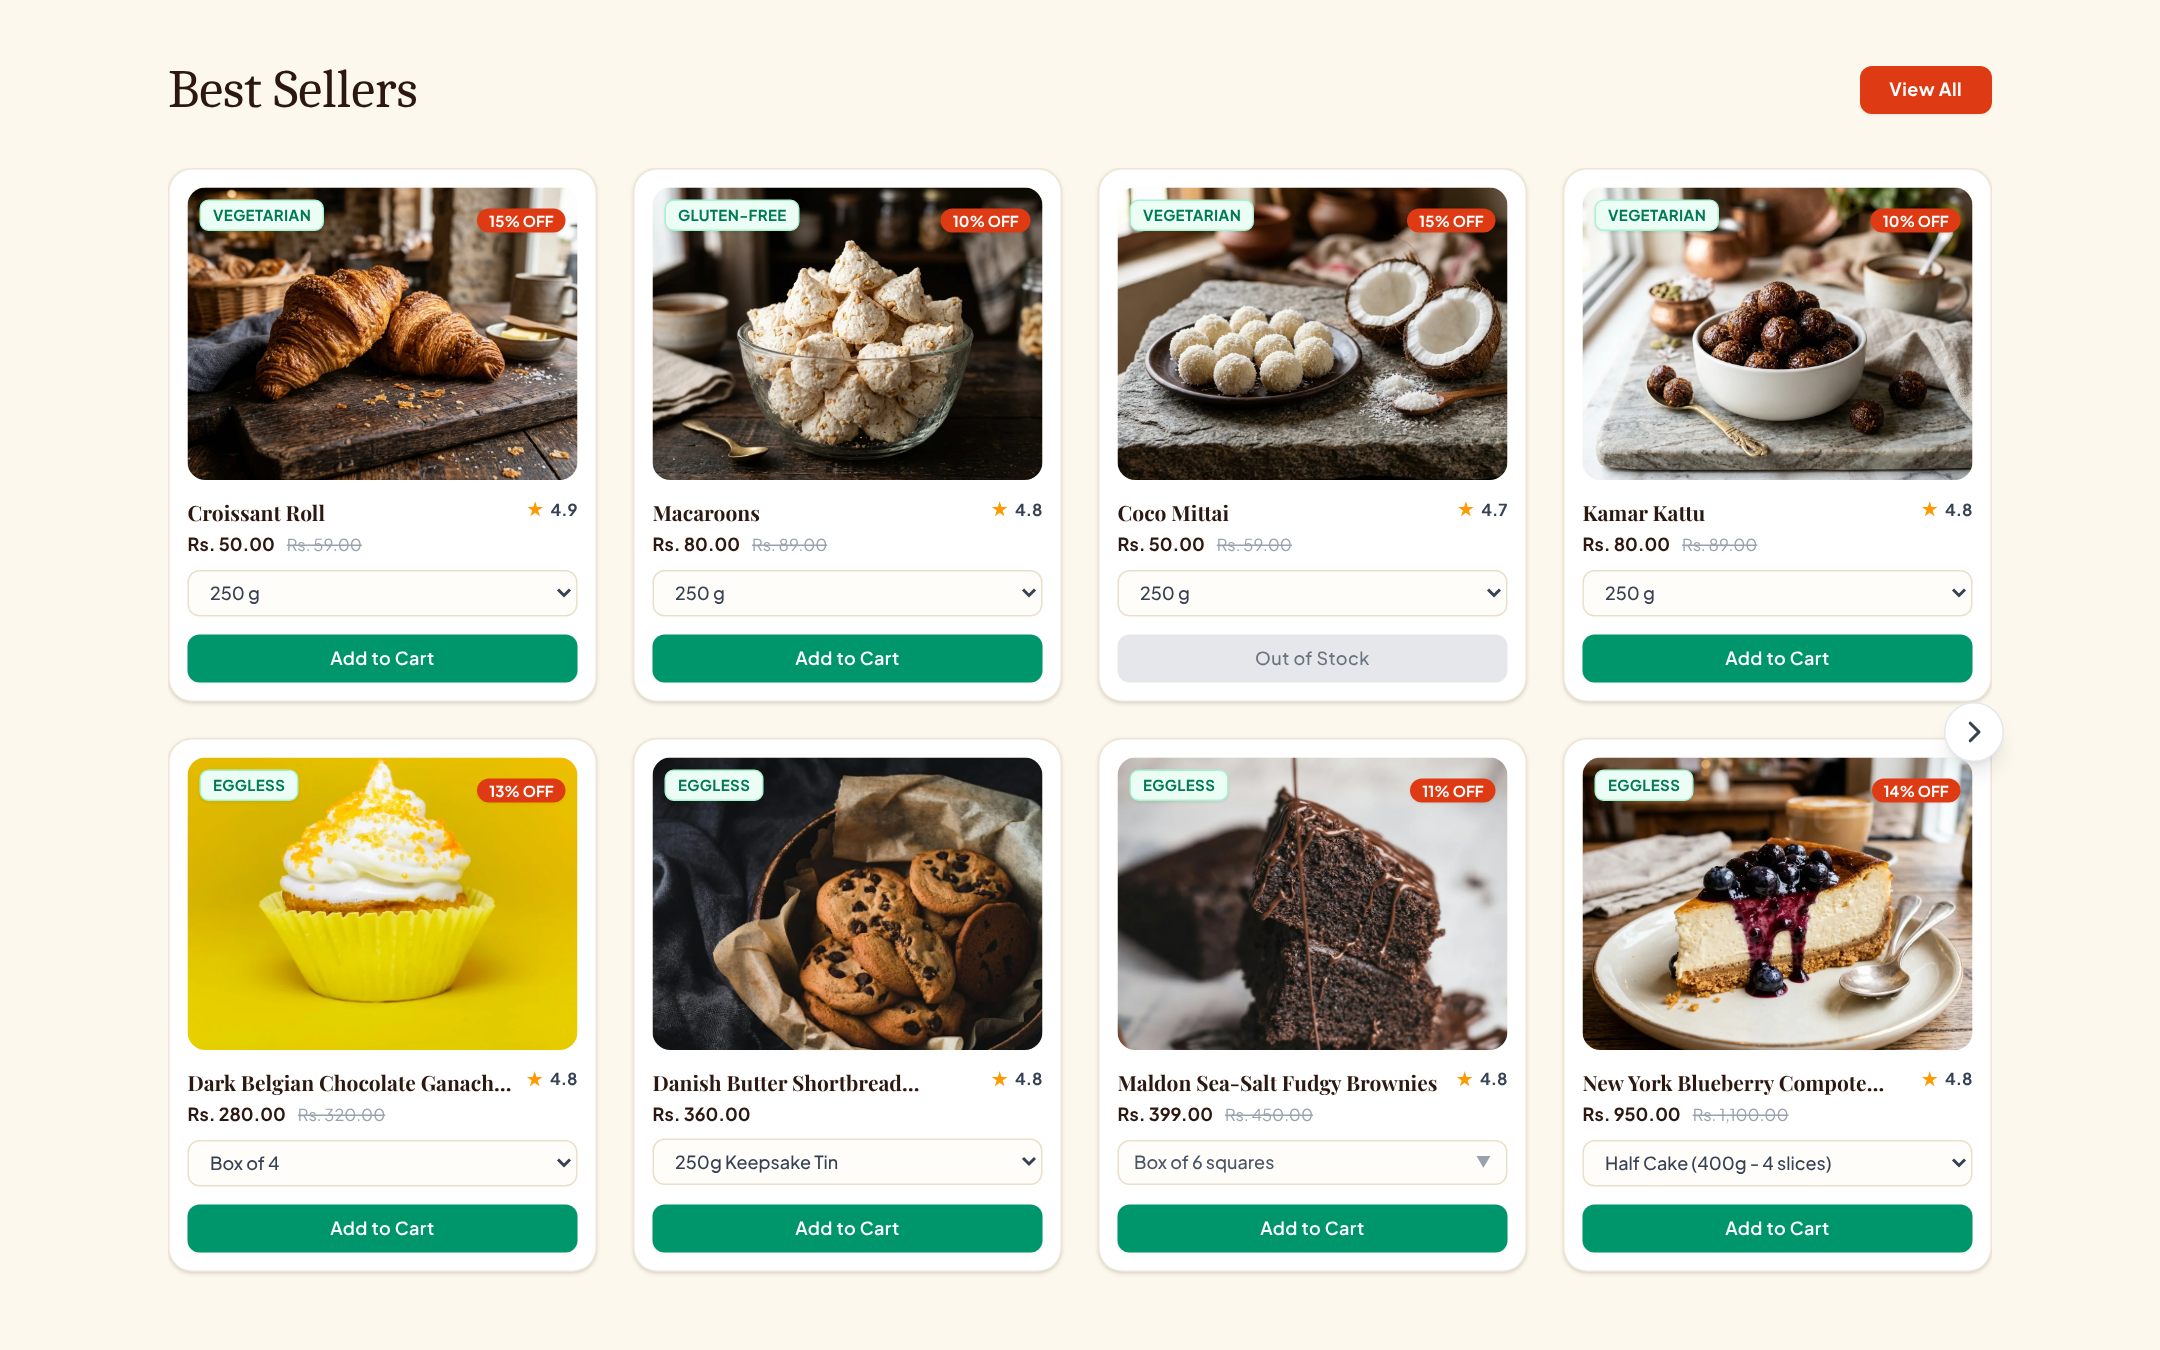 Best Sellers
View All
VEGETARIAN
15% OFF
Croissant Roll
★ 4.9
Rs. 50.00 Rs. 59.00
250 g
Add to Cart
GLUTEN-FREE
10% OFF
Macaroons
★ 4.8
Rs. 80.00 Rs. 89.00
250 g
Add to Cart
VEGETARIAN
15% OFF
Coco Mittai
★ 4.7
Rs. 50.00 Rs. 59.00
250 g
Out of Stock
VEGETARIAN
10% OFF
Kamar Kattu
★ 4.8
Rs. 80.00 Rs. 89.00
250 g
Add to Cart
EGGLESS
13% OFF
Dark Belgian Chocolate Ganach...
★ 4.8
Rs. 280.00 Rs. 320.00
Box of 4
Add to Cart
EGGLESS
Danish Butter Shortbread...
★ 4.8
Rs. 360.00
250g Keepsake Tin
Add to Cart
EGGLESS
11% OFF
Maldon Sea-Salt Fudgy Brownies
★ 4.8
Rs. 399.00 Rs. 450.00
Box of 6 squares
Add to Cart
EGGLESS
14% OFF
New York Blueberry Compote...
★ 4.8
Rs. 950.00 Rs. 1,100.00
Half Cake (400g - 4 slices)
Add to Cart